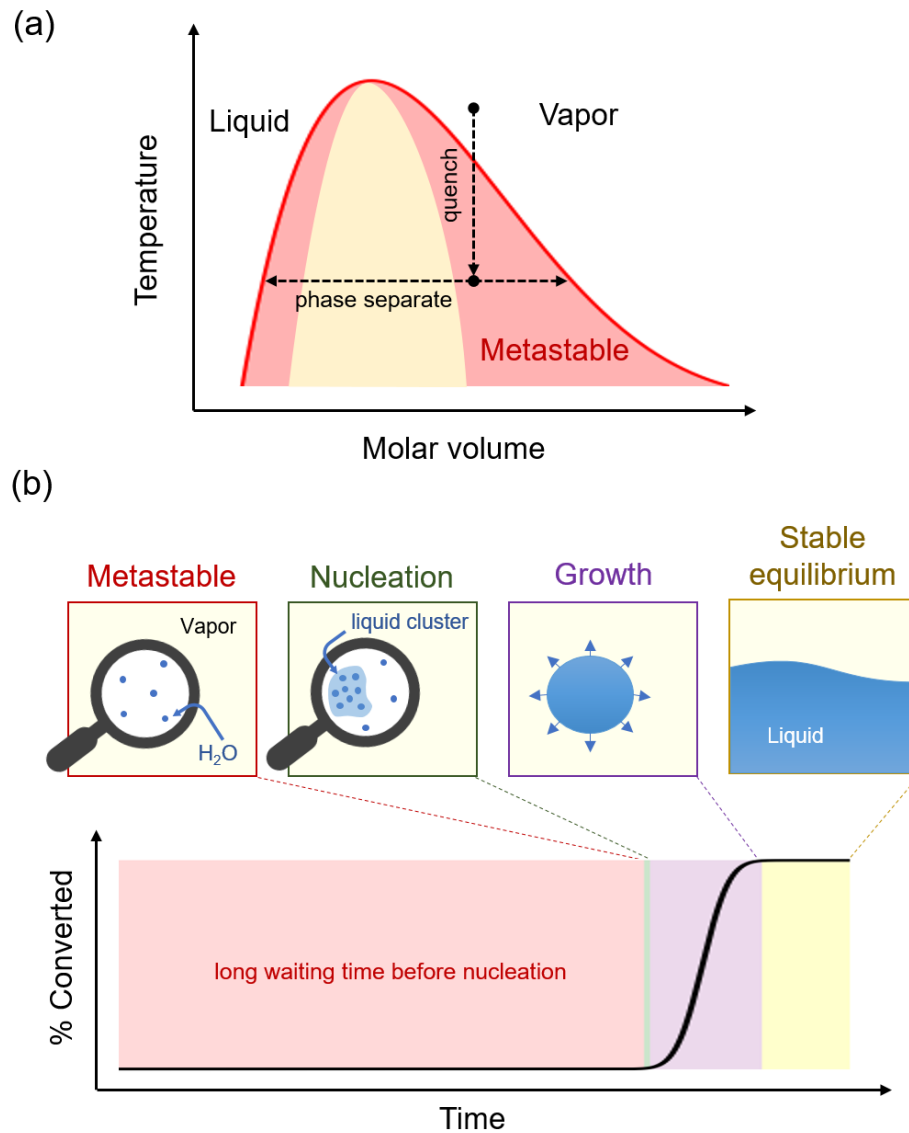 (a)
Temperature
Liquid
Vapor
quench
phase separate
Metastable
Molar volume
(b)
Metastable
Nucleation
Growth
Stable
equilibrium
Vapor
H₂O
liquid cluster
Liquid
% Converted
long waiting time before nucleation
Time